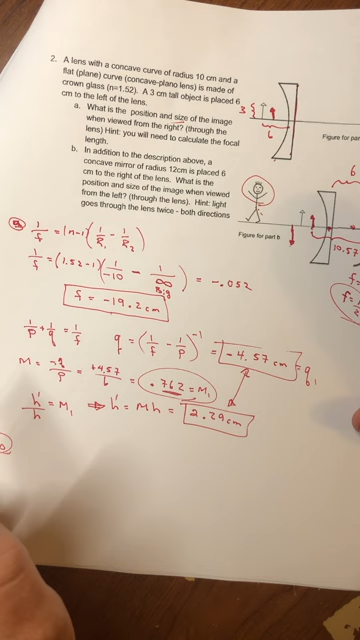 2. A lens with a concave curve of radius 10 cm and a
flat (plane) curve (concave-plano lens) is made of
crown glass (n=1.52). A 3 cm tall object is placed 6
cm to the left of the lens.
a. What is the position and size of the image
when viewed from the right? (through the
lens) Hint: you will need to calculate the focal
length.
b. In addition to the description above, a
concave mirror of radius 12cm is placed 6
cm to the right of the lens. What is the
position and size of the image when viewed
from the left? (through the lens). Hint: light
goes through the lens twice - both directions
3
6
Figure for par
6
Figure for part b
10.57
f=
1/f = (n-1)(1/R₁ - 1/R₂)
1/f = (1.52-1)(1/-10 - 1/∞) = -.052
Big
f = -19.2cm
1/p + 1/q = 1/f q = (1/f - 1/p)⁻¹ = -4.57 cm = q₁
M = -q/p = +4.57/6 = .762 = M₁
h'/h = M₁ ⇒ h' = Mh = 2.29cm